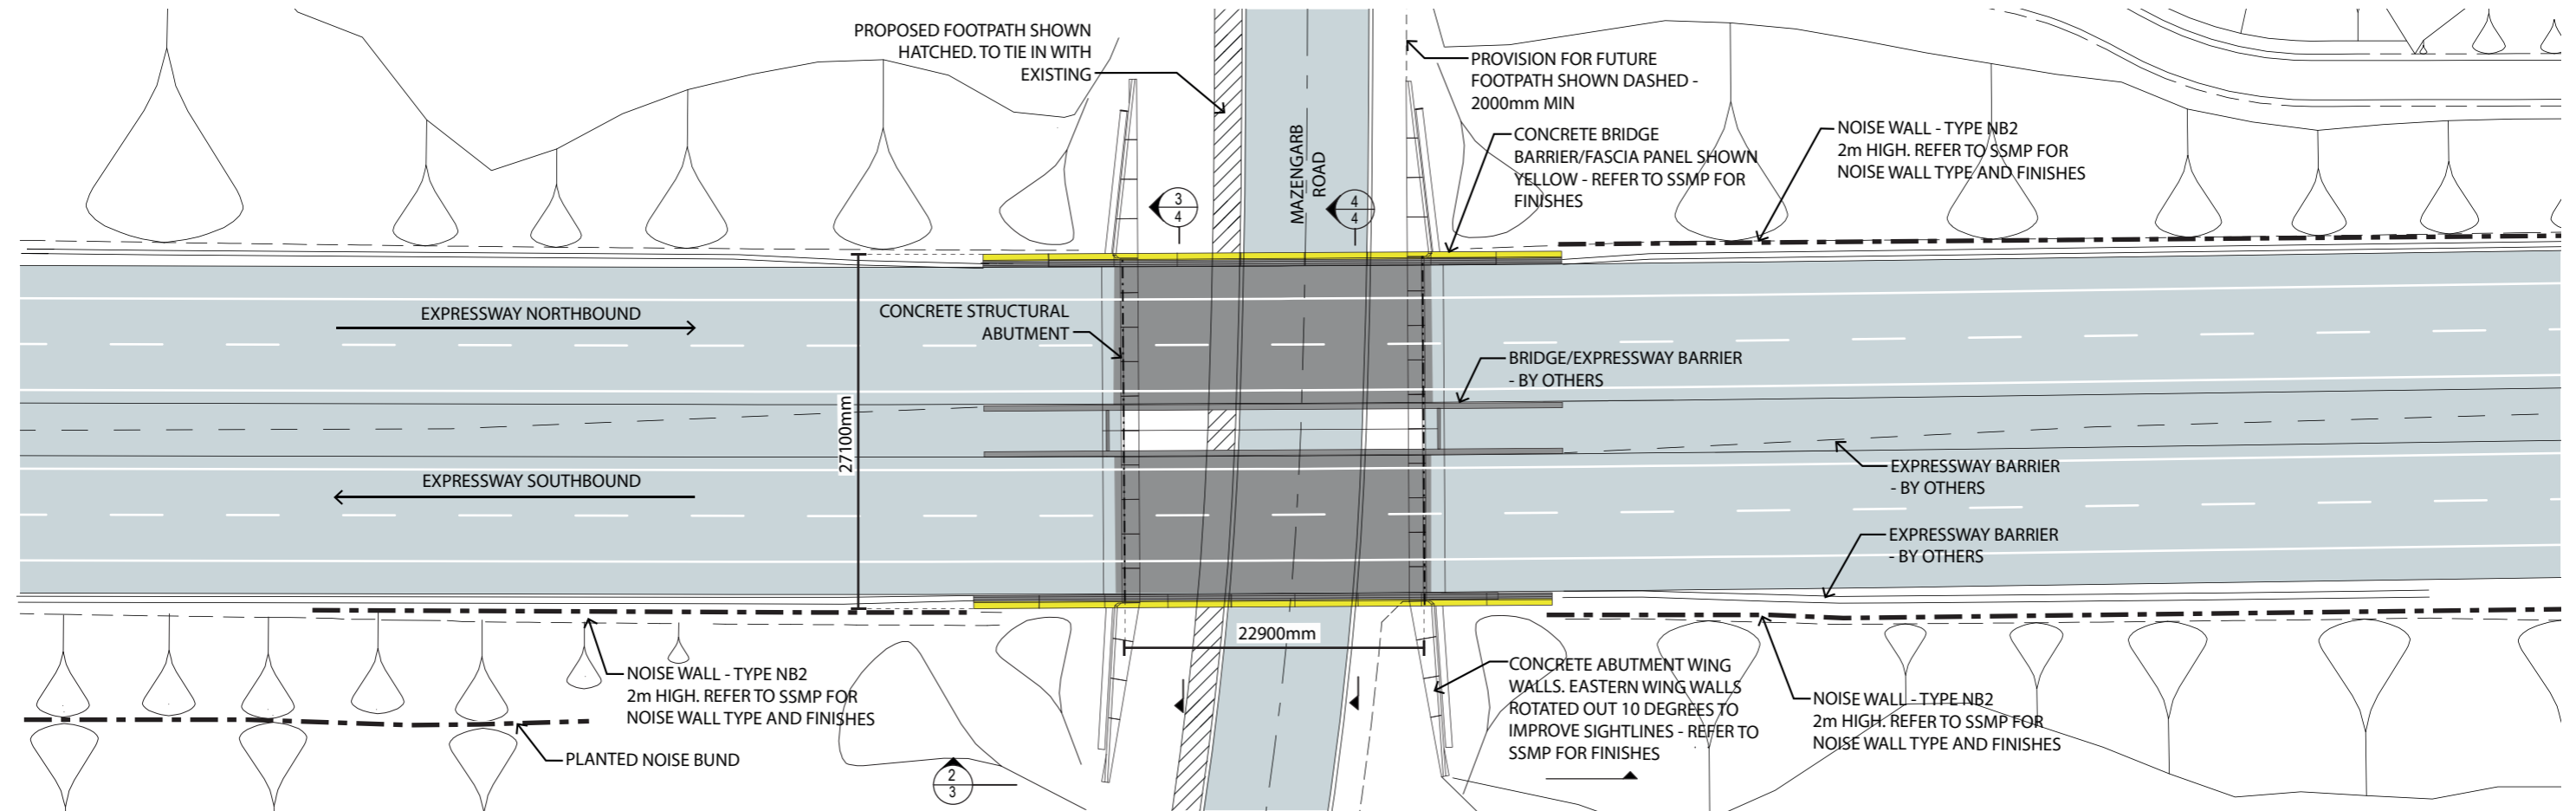 PROPOSED FOOTPATH SHOWN
HATCHED. TO TIE IN WITH
EXISTING
PROVISION FOR FUTURE
FOOTPATH SHOWN DASHED -
2000mm MIN
CONCRETE BRIDGE
BARRIER/FASCIA PANEL SHOWN
YELLOW - REFER TO SSMP FOR
FINISHES
NOISE WALL - TYPE NB2
2m HIGH. REFER TO SSMP FOR
NOISE WALL TYPE AND FINISHES
MAZENGARB
ROAD
3
4
4
4
EXPRESSWAY NORTHBOUND
CONCRETE STRUCTURAL
ABUTMENT
BRIDGE/EXPRESSWAY BARRIER
- BY OTHERS
27100mm
EXPRESSWAY SOUTHBOUND
EXPRESSWAY BARRIER
- BY OTHERS
EXPRESSWAY BARRIER
- BY OTHERS
22900mm
NOISE WALL - TYPE NB2
2m HIGH. REFER TO SSMP FOR
NOISE WALL TYPE AND FINISHES
PLANTED NOISE BUND
2
3
CONCRETE ABUTMENT WING
WALLS. EASTERN WING WALLS
ROTATED OUT 10 DEGREES TO
IMPROVE SIGHTLINES - REFER TO
SSMP FOR FINISHES
NOISE WALL - TYPE NB2
2m HIGH. REFER TO SSMP FOR
NOISE WALL TYPE AND FINISHES